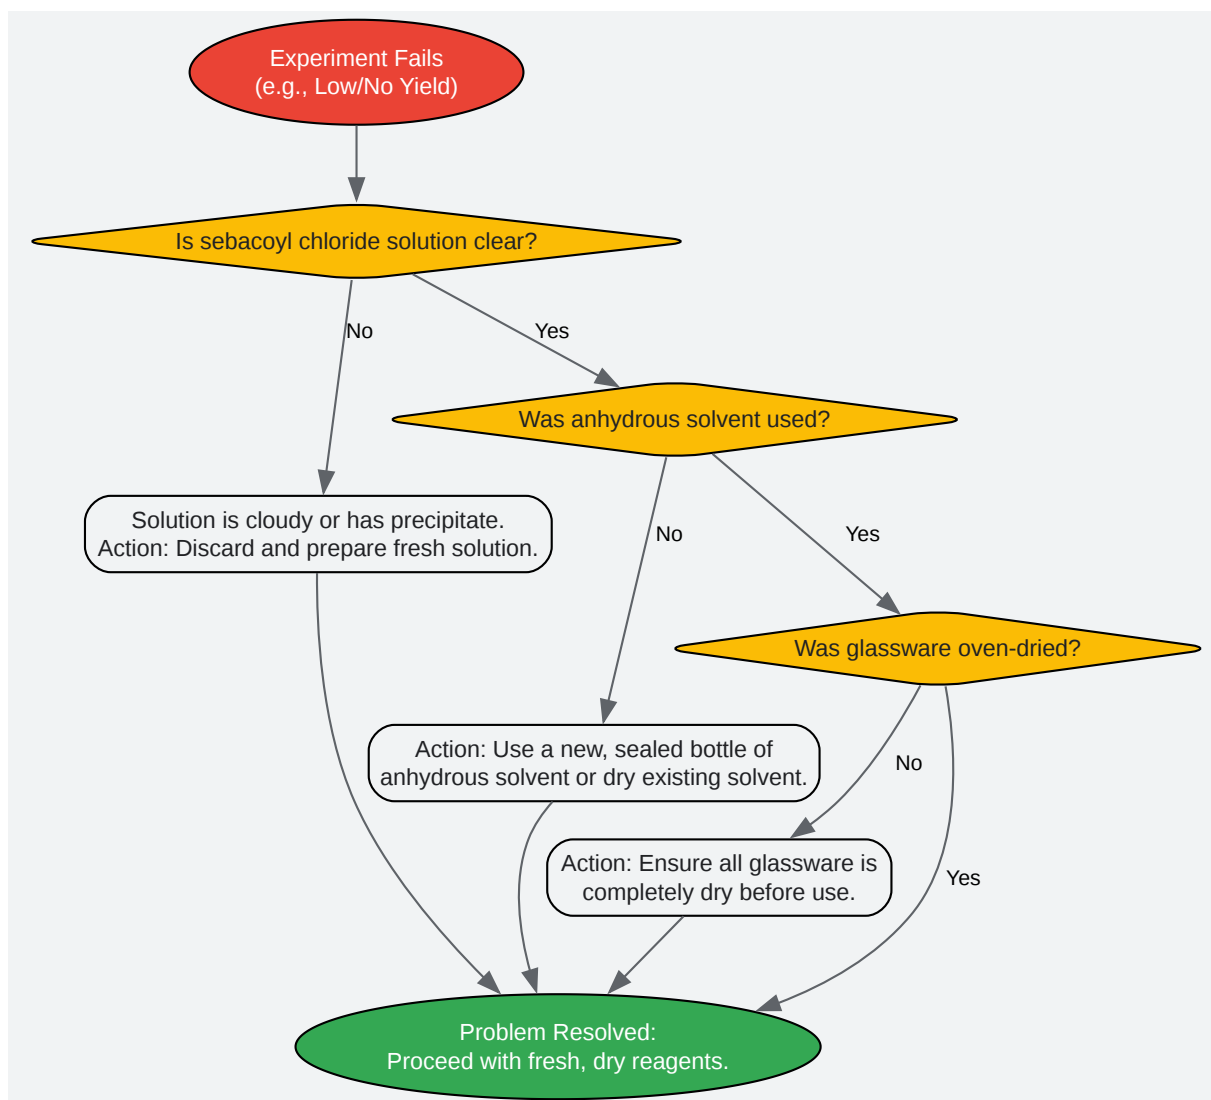 Experiment Fails
(e.g., Low/No Yield)
Is sebacoyl chloride solution clear?
No
Yes
Was anhydrous solvent used?
Solution is cloudy or has precipitate.
Action: Discard and prepare fresh solution.
No
Yes
Was glassware oven-dried?
Action: Use a new, sealed bottle of
anhydrous solvent or dry existing solvent.
No
Action: Ensure all glassware is
completely dry before use.
Yes
Problem Resolved:
Proceed with fresh, dry reagents.